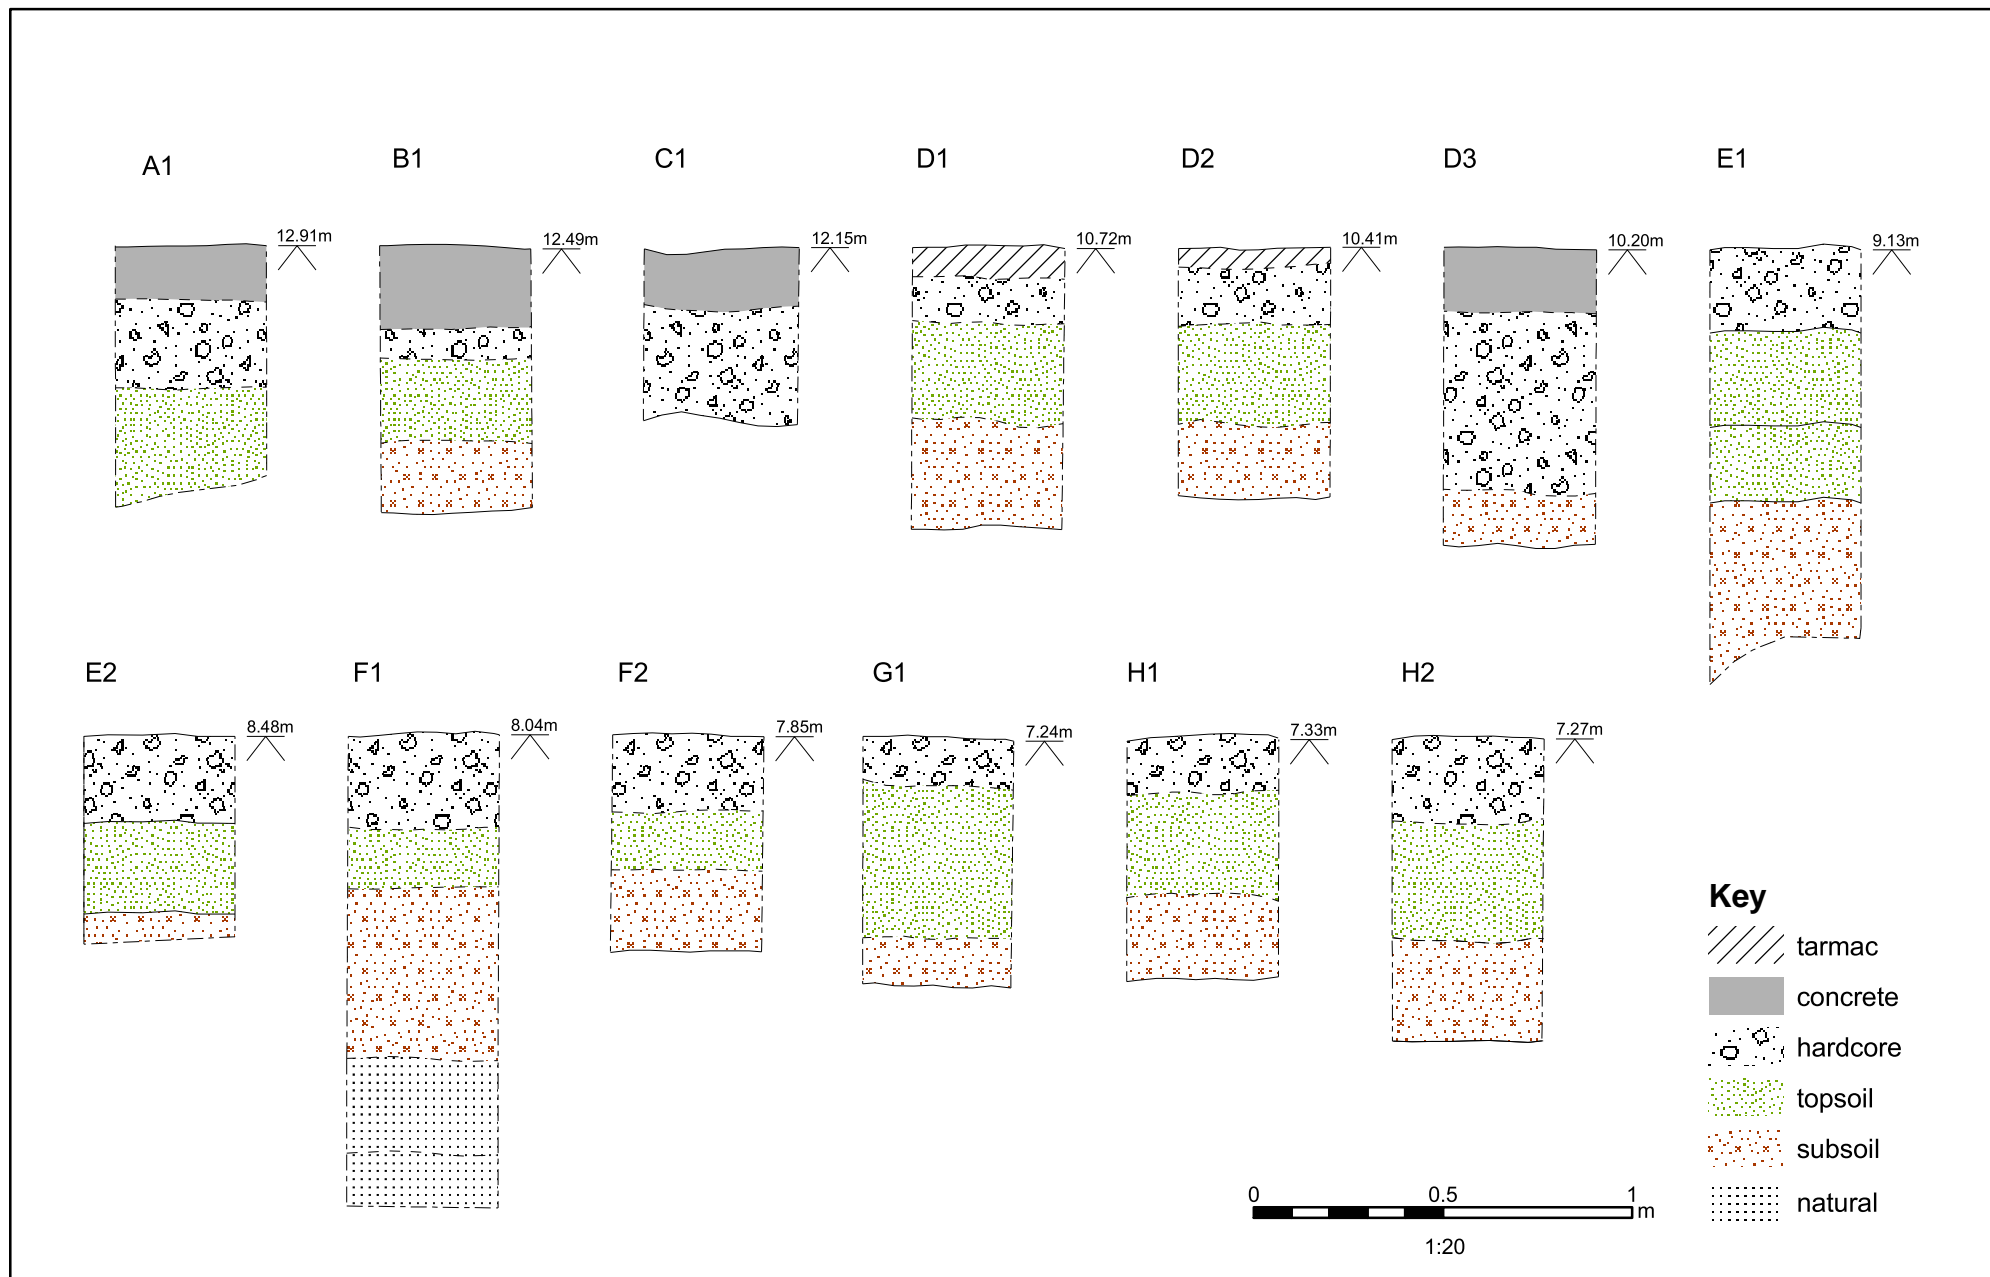 A1
B1
C1
D1
D2
D3
E1
12.91m
12.49m
12.15m
10.72m
10.41m
10.20m
9.13m
E2
F1
F2
G1
H1
H2
8.48m
8.04m
7.85m
7.24m
7.33m
7.27m
Key
tarmac
concrete
hardcore
topsoil
subsoil
natural
0 0.5 1
m
1:20